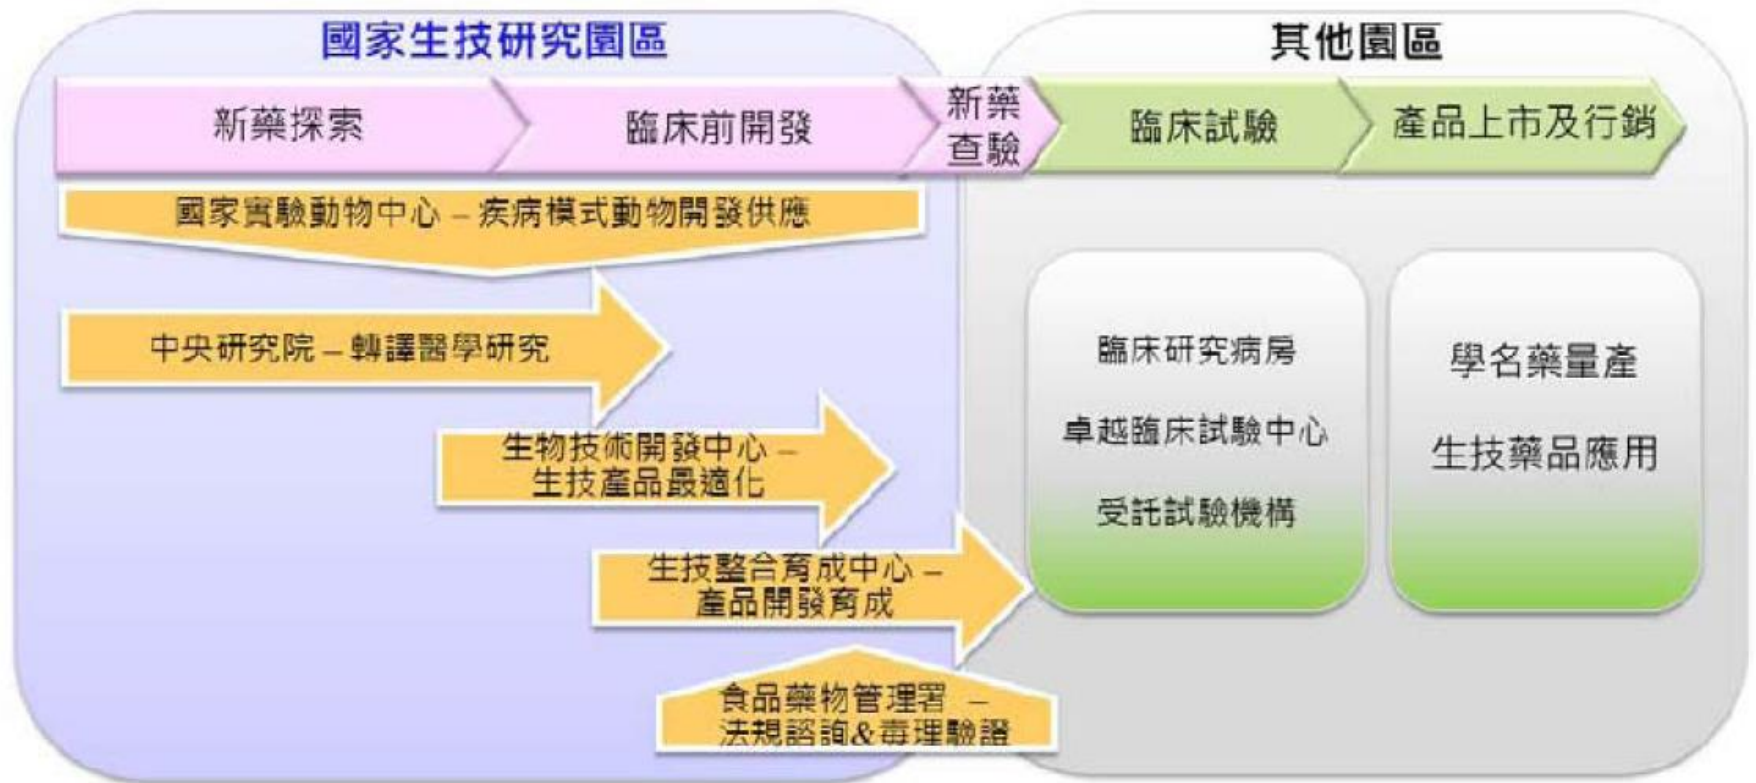 國家生技研究園區
其他園區
新藥探索
臨床前開發
新藥
查驗
臨床試驗
產品上市及行銷
國家實驗動物中心 – 疾病模式動物開發供應
中央研究院 – 轉譯醫學研究
生物技術開發中心 –
生技產品最適化
生技整合育成中心 –
產品開發育成
食品藥物管理署 –
法規諮詢&毒理驗證
臨床研究病房
卓越臨床試驗中心
受託試驗機構
學名藥量產
生技藥品應用